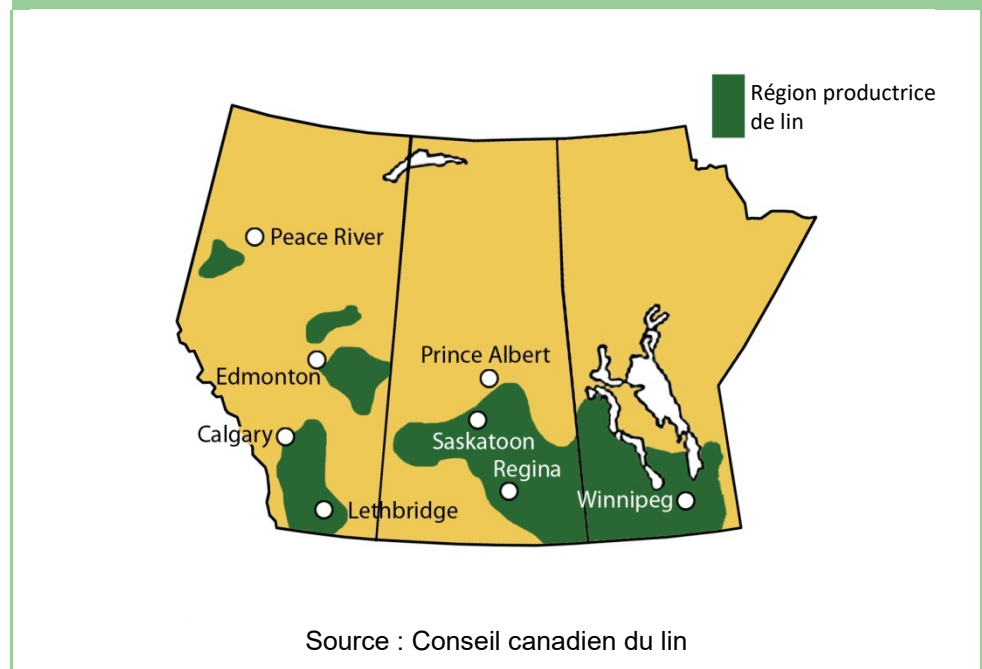 Région productrice
de lin
Peace River
Prince Albert
Edmonton
Calgary
Saskatoon
Regina
Winnipeg
Lethbridge
Source : Conseil canadien du lin